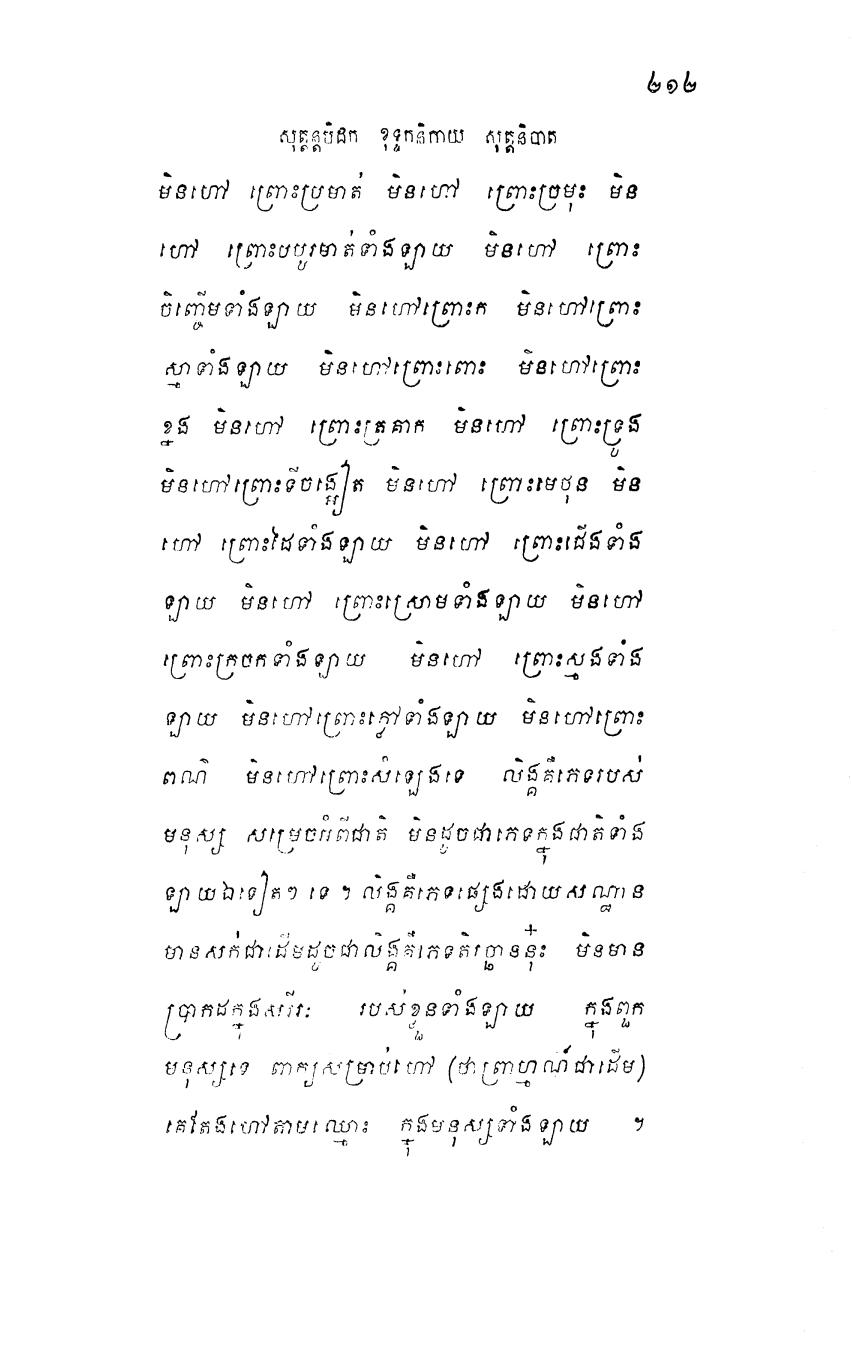 ២១២
សុត្តន្តបិដក ខុទ្ទកនិកាយ សុត្តនិបាត
មិនហៅ ព្រោះប្រមាត់ មិនហៅ ព្រោះច្រមុះ មិន
ហៅ ព្រោះបបូរមាត់ទាំងឡាយ មិនហៅ ព្រោះ
ចិញ្ចើមទាំងឡាយ មិនហៅព្រោះក មិនហៅព្រោះ
ស្មាទាំងឡាយ មិនហៅព្រោះពោះ មិនហៅព្រោះ
ខ្នង មិនហៅ ព្រោះត្រគាក មិនហៅ ព្រោះទ្រូង
មិនហៅព្រោះទីចង្អៀត មិនហៅ ព្រោះមេថុន មិន
ហៅ ព្រោះដៃទាំងឡាយ មិនហៅ ព្រោះជើងទាំង
ឡាយ មិនហៅ ព្រោះម្រាមទាំងឡាយ មិនហៅ
ព្រោះក្រចកទាំងឡាយ មិនហៅ ព្រោះស្មងទាំង
ឡាយ មិនហៅព្រោះភ្លៅទាំងឡាយ មិនហៅព្រោះ
ពណ៌ មិនហៅព្រោះសំឡេងទេ លិង្គគឺភេទរបស់
មនុស្ស សម្រេចអំពីជាតិ មិនដូចជាភេទក្នុងជាតិទាំង
ឡាយឯទៀតៗ ទេ ។ លិង្គគឺភេទផ្សេងដោយសណ្ឋាន
មានសក់ជាដើមដូចជាលិង្គគឺភេទតិរច្ឆាននុ៎ះ មិនមាន
ប្រាកដក្នុងសរីរៈ របស់ខ្លួនទាំងឡាយ ក្នុងពួក
មនុស្សទេ ពាក្យសម្រាប់ហៅ (ថាព្រាហ្មណ៍ជាដើម)
គេតែងហៅតាមឈ្មោះ ក្នុងមនុស្សទាំងឡាយ ។